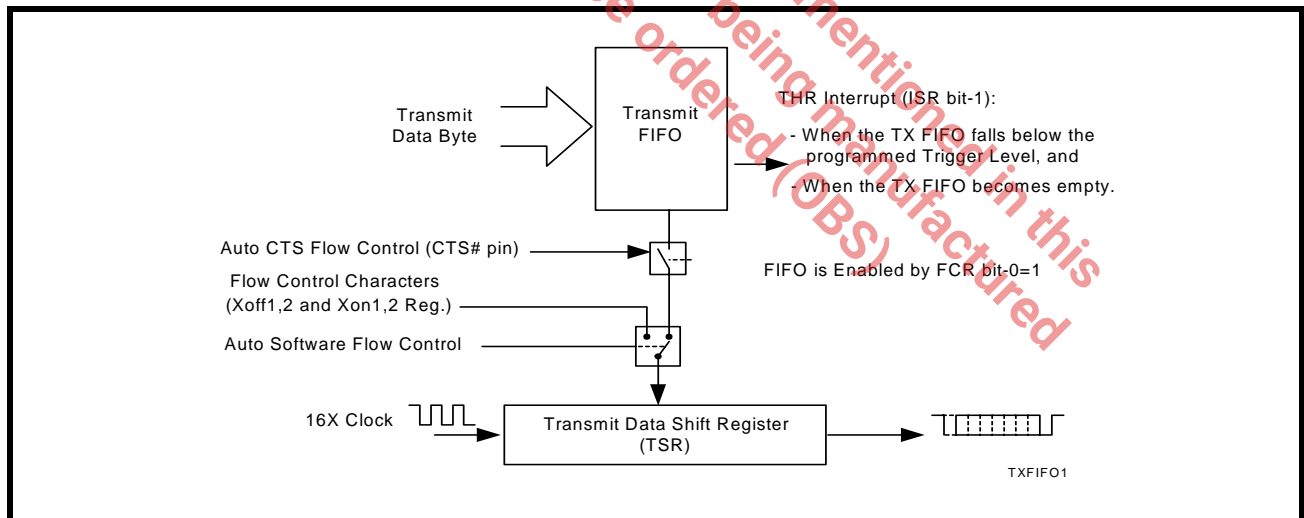 mentioned in this
being manufactured
e ordered (OBS)
Transmit
Data Byte
Transmit
FIFO
THR Interrupt (ISR bit-1):
- When the TX FIFO falls below the
programmed Trigger Level, and
- When the TX FIFO becomes empty.
Auto CTS Flow Control (CTS# pin)
FIFO is Enabled by FCR bit-0=1
Flow Control Characters
(Xoff1,2 and Xon1,2 Reg.)
Auto Software Flow Control
16X Clock
Transmit Data Shift Register
(TSR)
TXFIFO1